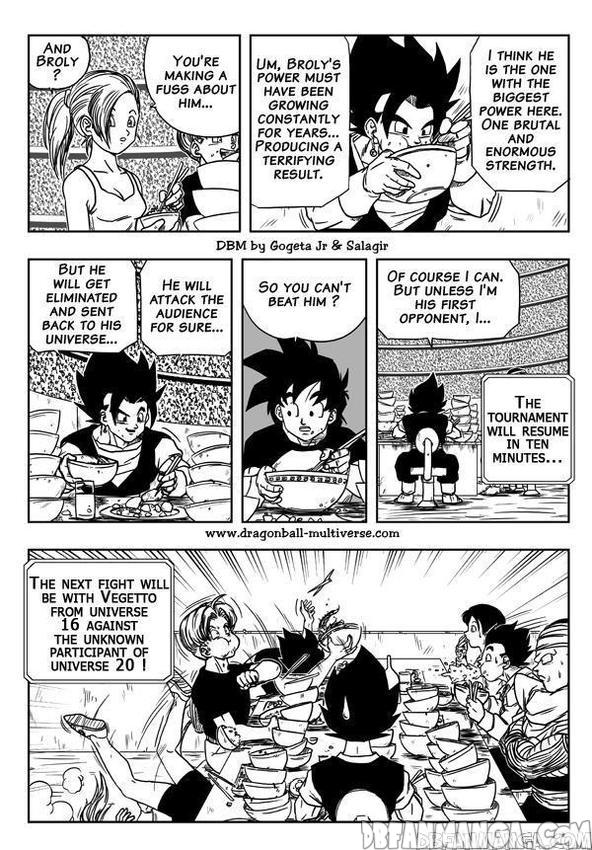 AND
BROLY
?
YOU'RE
MAKING A
FUSS ABOUT
HIM...
UM, BROLY'S
POWER MUST
HAVE BEEN
GROWING
CONSTANTLY
FOR YEARS...
PRODUCING A
TERRIFYING
RESULT.
I THINK
HE IS THE ONE
WITH THE
BIGGEST
POWER HERE.
ONE BRUTAL
AND
ENORMOUS
STRENGTH.
DBM by Gogeta Jr & Salagir
BUT HE
WILL GET
ELIMINATED
AND SENT
BACK TO HIS
UNIVERSE...
HE WILL
ATTACK THE
AUDIENCE
FOR SURE...
SO YOU CAN'T
BEAT HIM ?
OF COURSE I CAN.
BUT UNLESS I'M
HIS FIRST
OPPONENT, I...
THE
TOURNAMENT
WILL RESUME
IN TEN
MINUTES...
www.dragonball-multiverse.com
THE NEXT FIGHT WILL
BE WITH VEGETTO
FROM UNIVERSE
16 AGAINST
THE UNKNOWN
PARTICIPANT OF
UNIVERSE 20 !
DBFANMANGA.COM